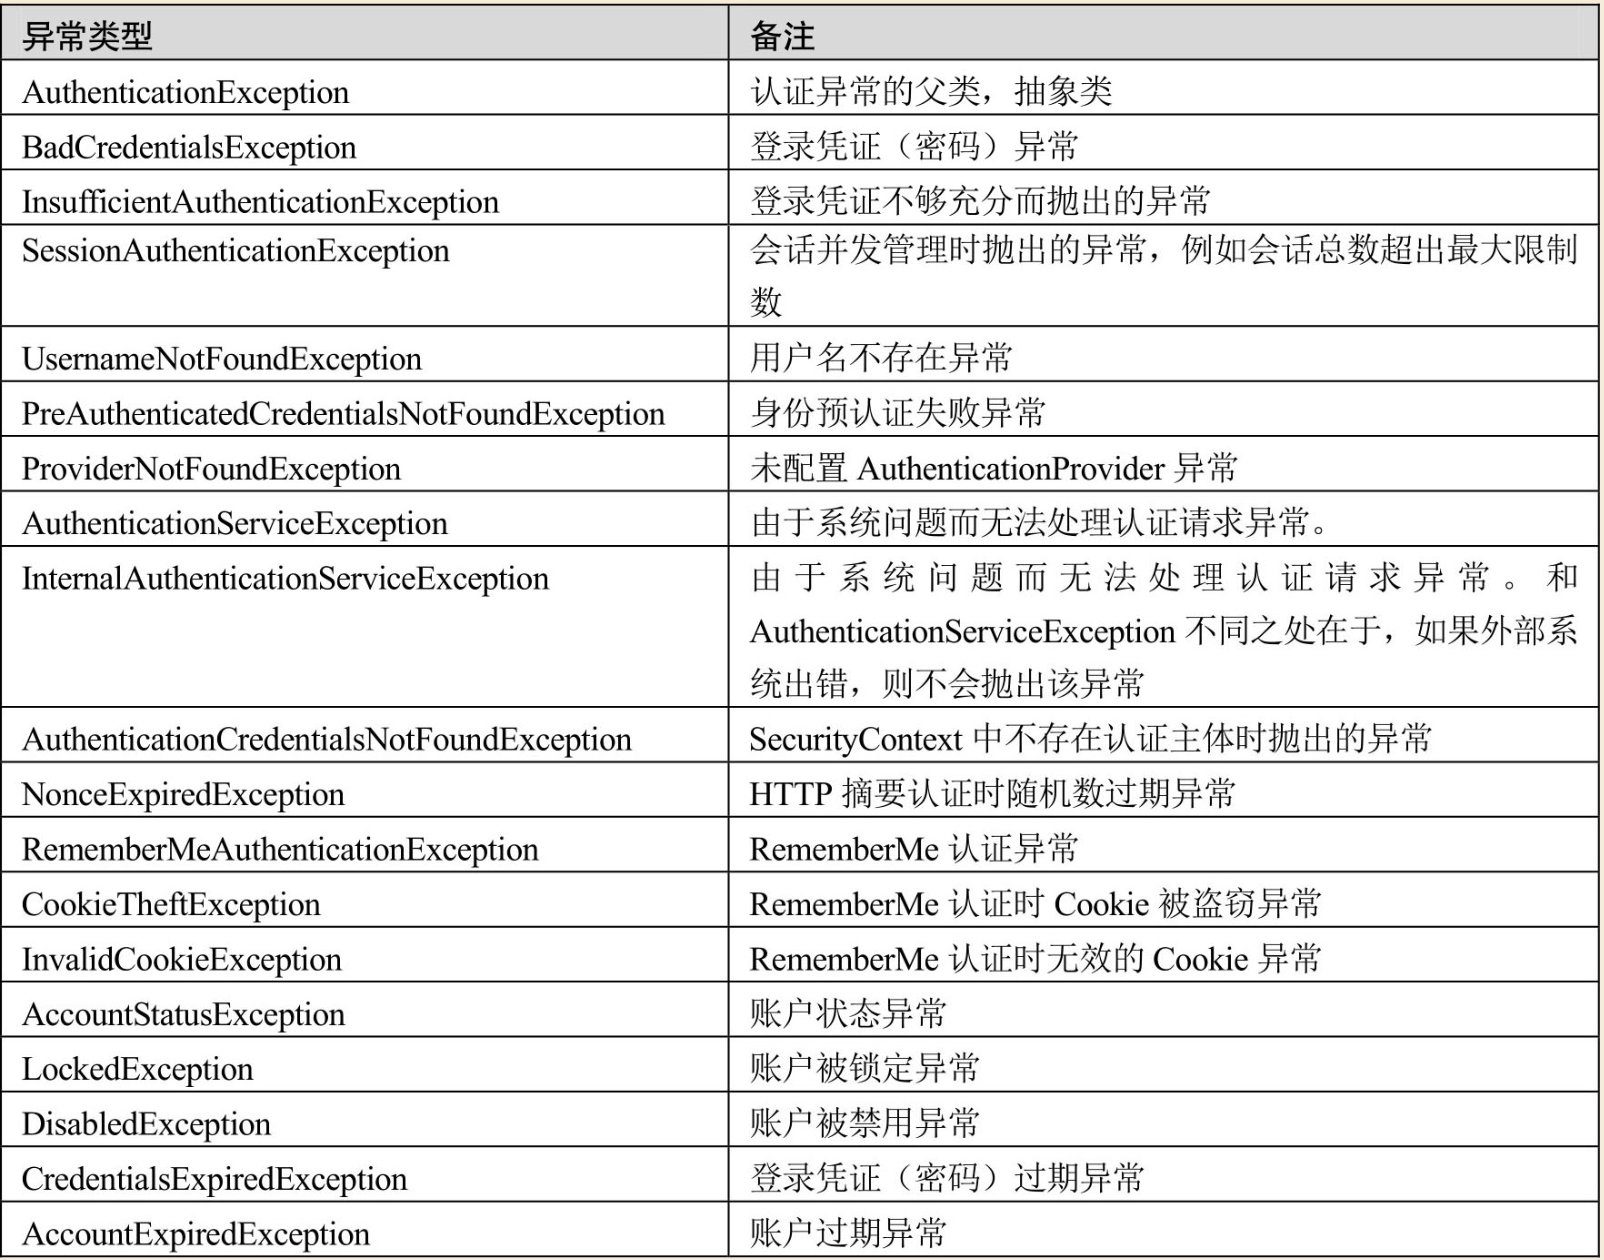 异常类型 备注
AuthenticationException 认证异常的父类，抽象类
BadCredentialsException 登录凭证（密码）异常
InsufficientAuthenticationException 登录凭证不够充分而抛出的异常
SessionAuthenticationException 会话并发管理时抛出的异常，例如会话总数超出最大限制
数
UsernameNotFoundException 用户名不存在异常
PreAuthenticatedCredentialsNotFoundException 身份预认证失败异常
ProviderNotFoundException 未配置 AuthenticationProvider 异常
AuthenticationServiceException 由于系统问题而无法处理认证请求异常。
InternalAuthenticationServiceException 由于系统问题而无法处理认证请求异常。和
AuthenticationServiceException 不同之处在于，如果外部系
统出错，则不会抛出该异常
AuthenticationCredentialsNotFoundException SecurityContext 中不存在认证主体时抛出的异常
NonceExpiredException HTTP 摘要认证时随机数过期异常
RememberMeAuthenticationException RememberMe 认证异常
CookieTheftException RememberMe 认证时 Cookie 被盗窃异常
InvalidCookieException RememberMe 认证时无效的 Cookie 异常
AccountStatusException 账户状态异常
LockedException 账户被锁定异常
DisabledException 账户被禁用异常
CredentialsExpiredException 登录凭证（密码）过期异常
AccountExpiredException 账户过期异常